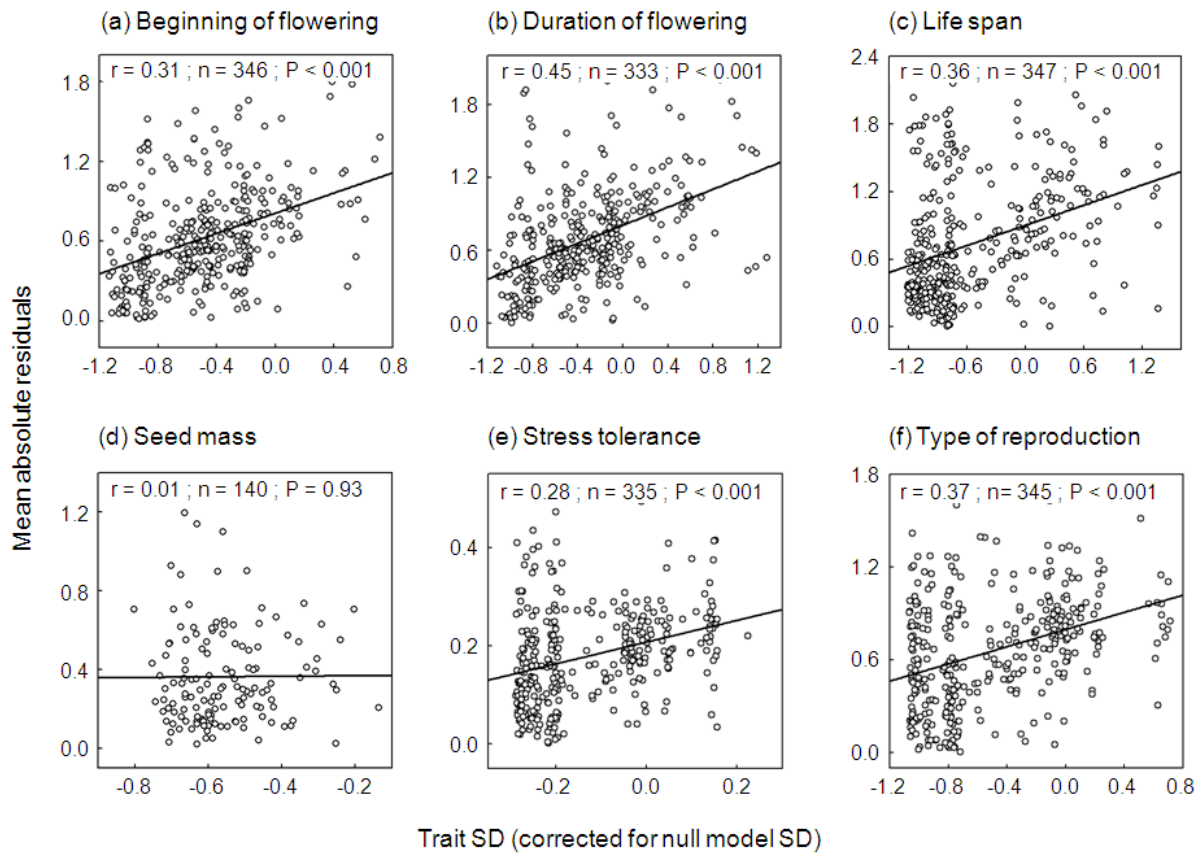 (a) Beginning of flowering
(b) Duration of flowering
(c) Life span
r = 0.31 ; n = 346 ; P < 0.001
r = 0.45 ; n = 333 ; P < 0.001
r = 0.36 ; n = 347 ; P < 0.001
1.8
1.2
0.6
0.0
-1.2 -0.8 -0.4 0.0 0.4 0.8
1.8
1.2
0.6
0.0
-1.2 -0.6 0.0 0.6 1.2
2.4
1.8
1.2
0.6
0.0
-1.2 -0.6 0.0 0.6 1.2
Mean absolute residuals
(d) Seed mass
(e) Stress tolerance
(f) Type of reproduction
r = 0.01 ; n = 140 ; P = 0.93
r = 0.28 ; n = 335 ; P < 0.001
r = 0.37 ; n= 345 ; P < 0.001
1.2
0.8
0.4
0.0
-0.8 -0.6 -0.4 -0.2
0.4
0.2
0.0
-0.2 0.0 0.2
1.8
1.2
0.6
0.0
-1.2 -0.8 -0.4 0.0 0.4 0.8
Trait SD (corrected for null model SD)